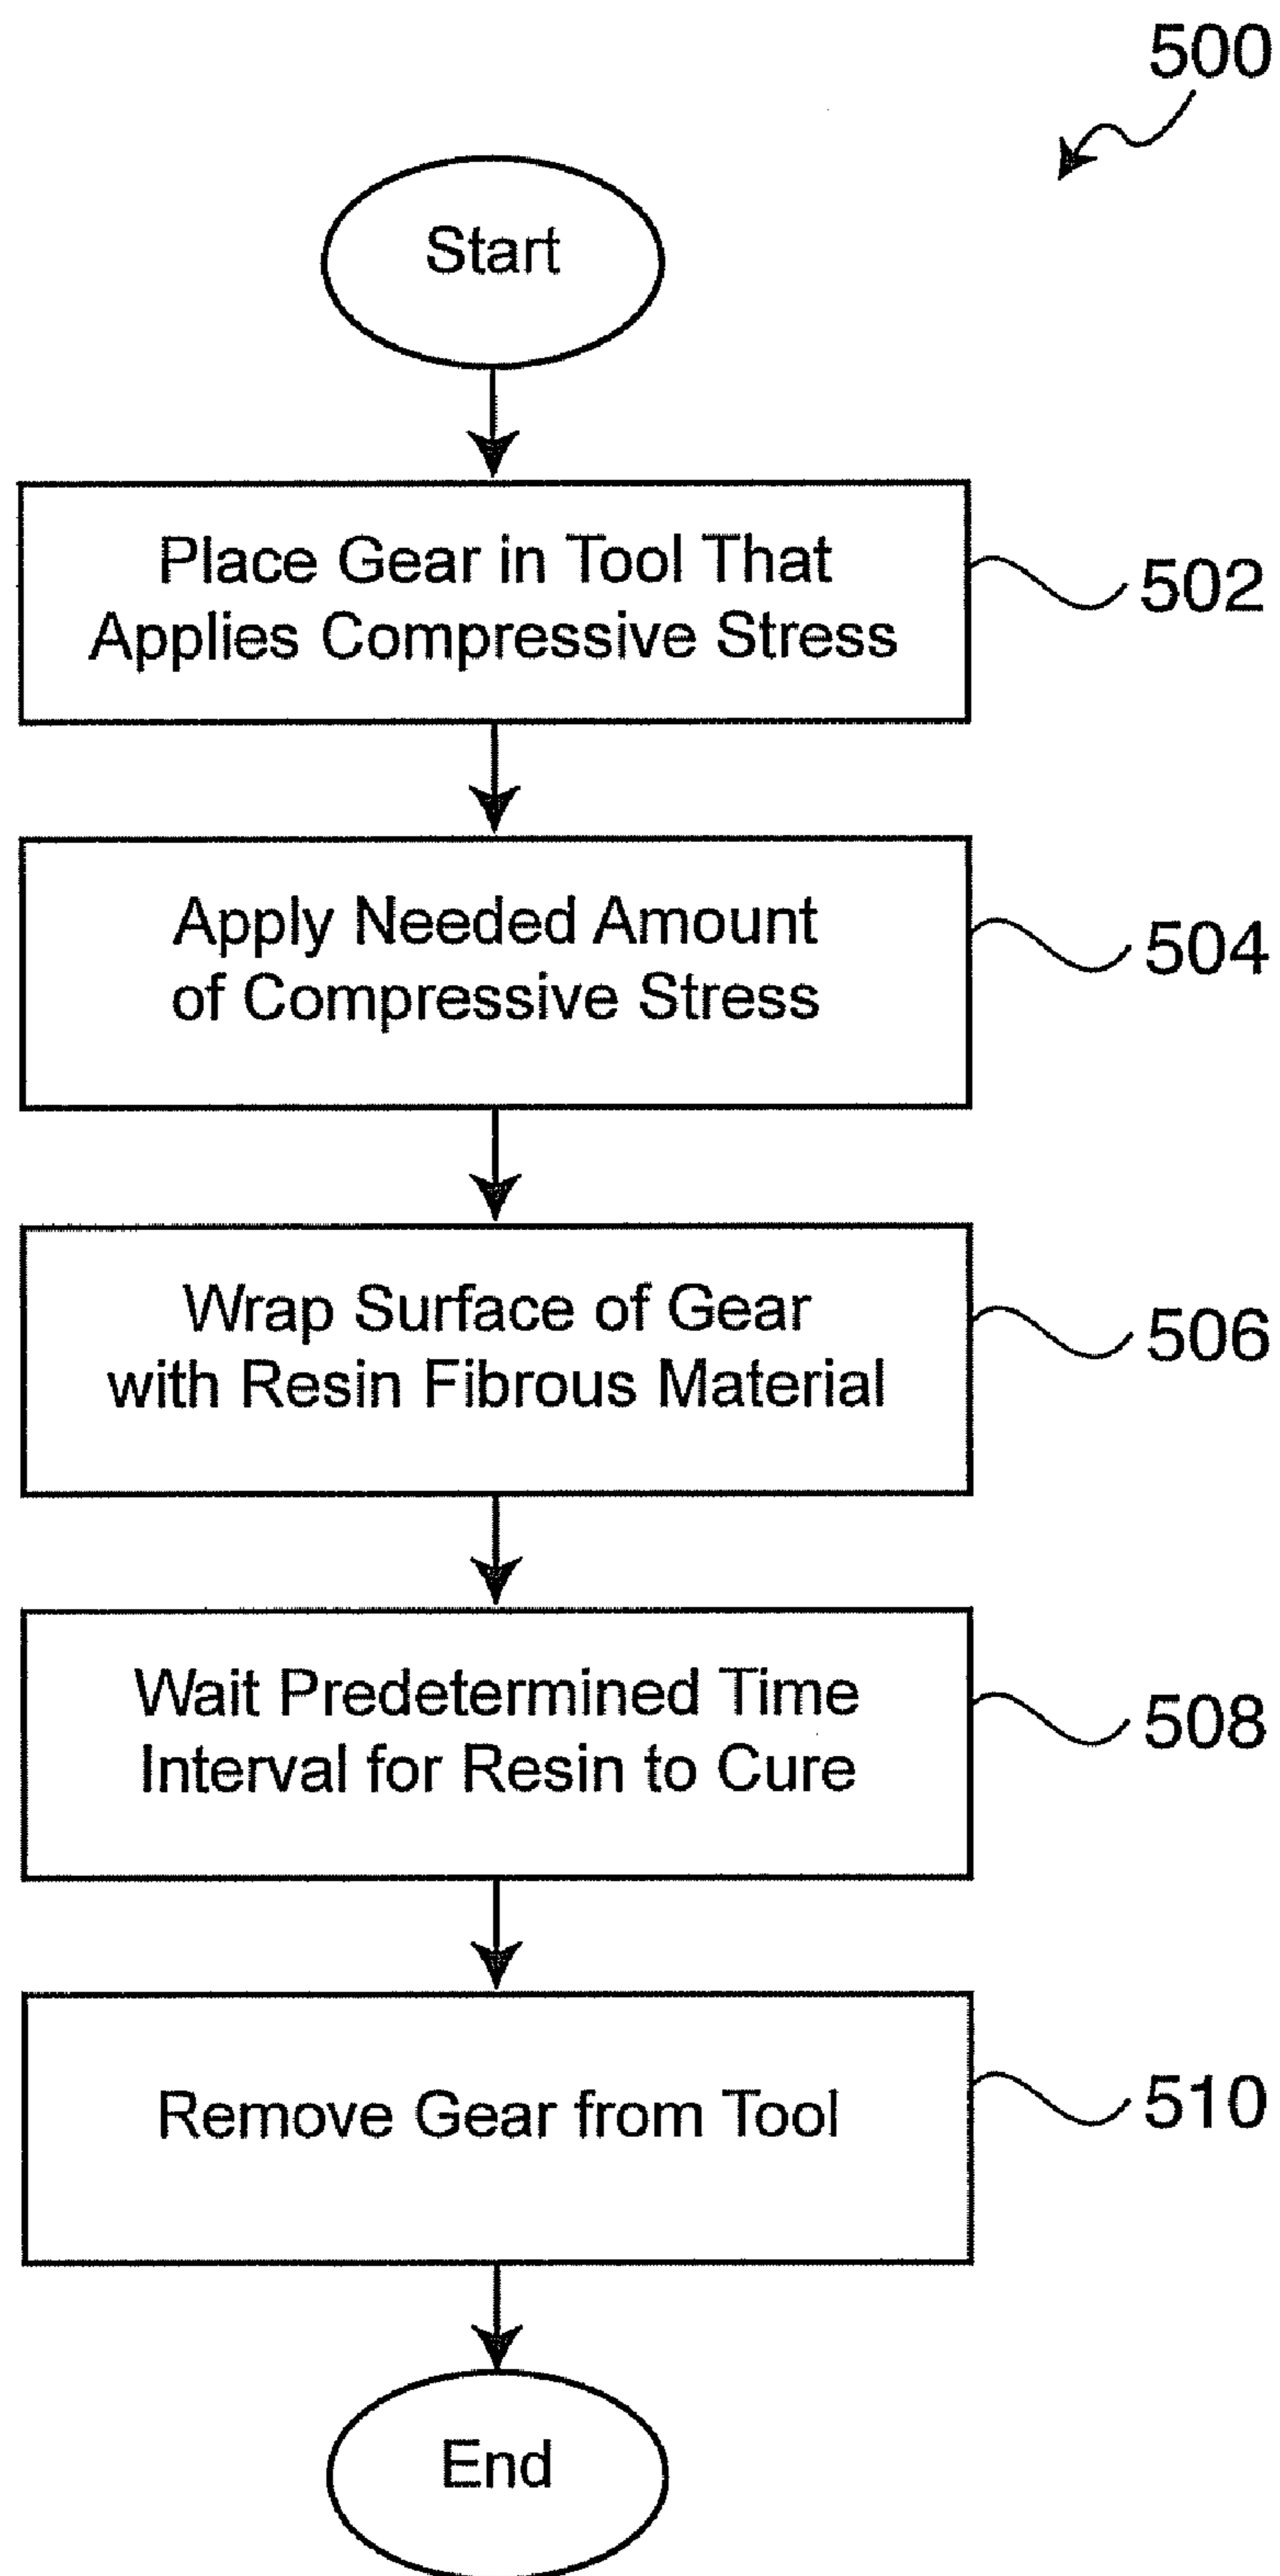 500
Start
Place Gear in Tool That
Applies Compressive Stress
502
Apply Needed Amount
of Compressive Stress
504
Wrap Surface of Gear
with Resin Fibrous Material
506
Wait Predetermined Time
Interval for Resin to Cure
508
Remove Gear from Tool
510
End